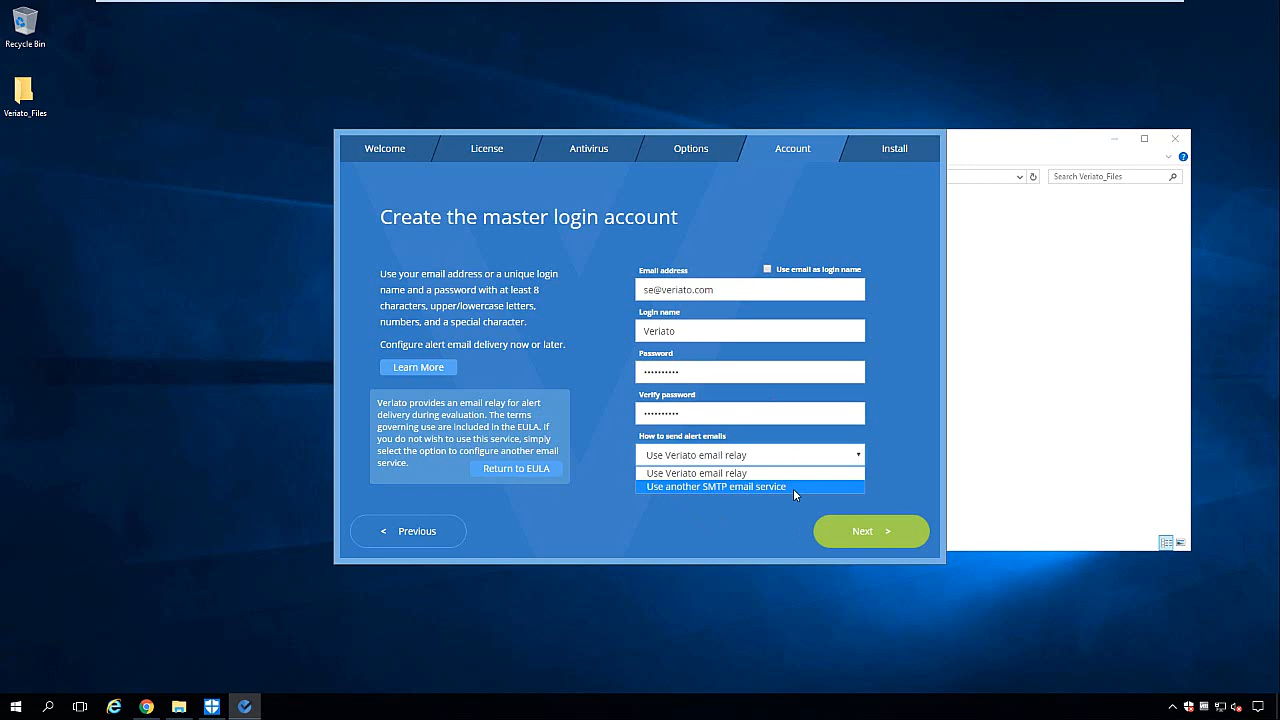 Recycle Bin
Veriato_Files
Welcome
License
Antivirus
Options
Account
Install
Search Veriato_Files
Create the master login account
Use your email address or a unique login
name and a password with at least 8
characters, upper/lowercase letters,
numbers, and a special character.
Configure alert email delivery now or later.
Learn More
Veriato provides an email relay for alert
delivery during evaluation. The terms
governing use are included in the EULA. If
you do not wish to use this service, simply
select the option to configure another email
service.
Return to EULA
Email address
Use email as login name
se@veriato.com
Login name
Veriato
Password
••••••••••
Verify password
••••••••••
How to send alert emails
Use Veriato email relay
Use Veriato email relay
Use another SMTP email service
< Previous
Next >